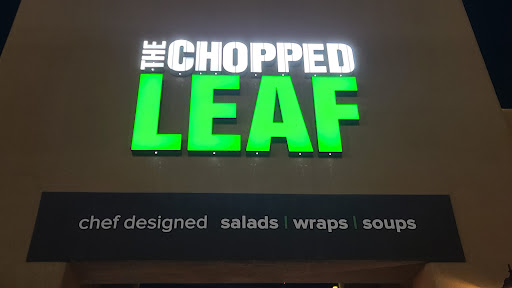 THE CHOPPED
LEAF
chef designed salads | wraps | soups